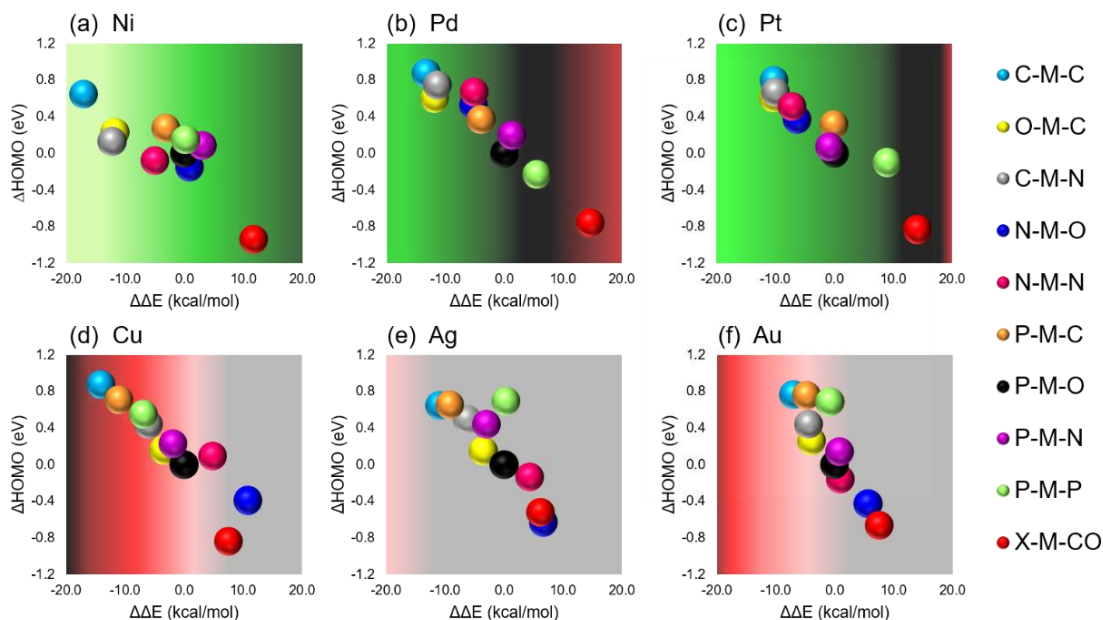 (a) Ni
(b) Pd
(c) Pt
ΔHOMO (eV)
1.2
0.8
0.4
0.0
-0.4
-0.8
-1.2
-20.0 -10.0 0.0 10.0 20.0
ΔΔE (kcal/mol)
ΔHOMO (eV)
1.2
0.8
0.4
0.0
-0.4
-0.8
-1.2
-20.0 -10.0 0.0 10.0 20.0
ΔΔE (kcal/mol)
ΔHOMO (eV)
1.2
0.8
0.4
0.0
-0.4
-0.8
-1.2
-20.0 -10.0 0.0 10.0 20.0
ΔΔE (kcal/mol)
(d) Cu
(e) Ag
(f) Au
ΔHOMO (eV)
1.2
0.8
0.4
0.0
-0.4
-0.8
-1.2
-20.0 -10.0 0.0 10.0 20.0
ΔΔE (kcal/mol)
ΔHOMO (eV)
1.2
0.8
0.4
0.0
-0.4
-0.8
-1.2
-20.0 -10.0 0.0 10.0 20.0
ΔΔE (kcal/mol)
ΔHOMO (eV)
1.2
0.8
0.4
0.0
-0.4
-0.8
-1.2
-20.0 -10.0 0.0 10.0 20.0
ΔΔE (kcal/mol)
C-M-C
O-M-C
C-M-N
N-M-O
N-M-N
P-M-C
P-M-O
P-M-N
P-M-P
X-M-CO